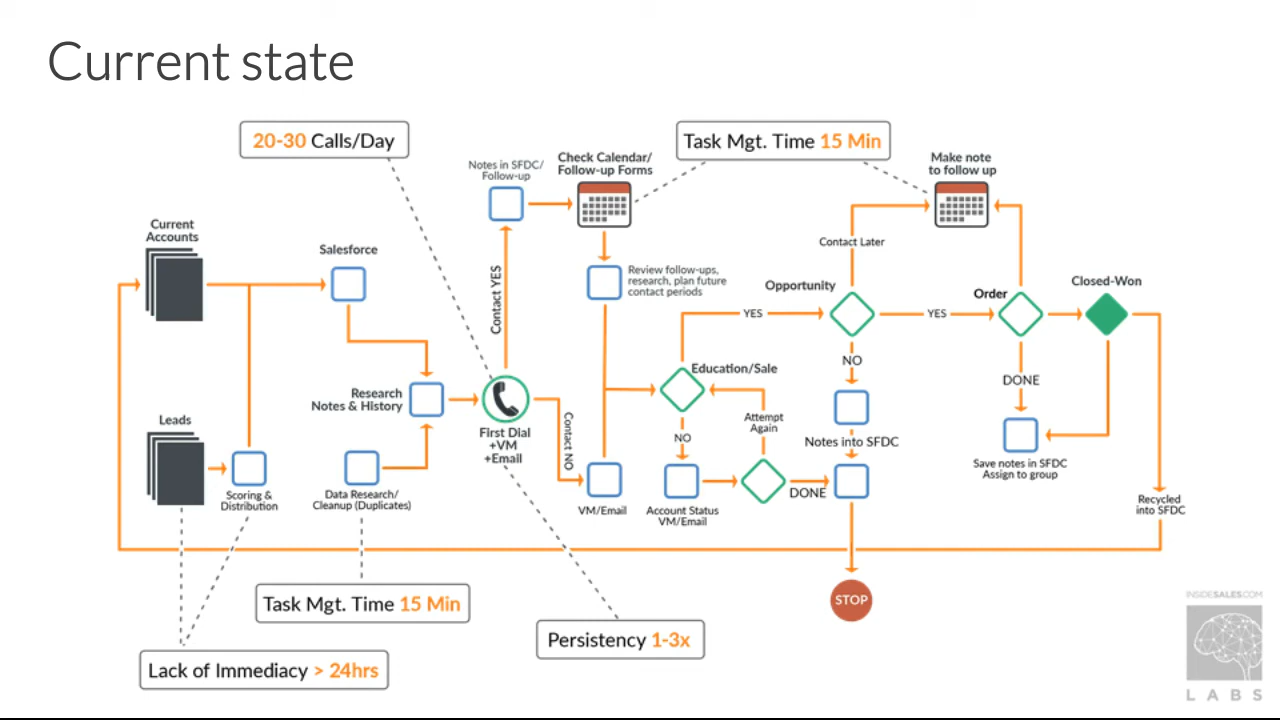 Current state
20-30 Calls/Day
Task Mgt. Time 15 Min
Notes in SFDC/
Follow-up
Check Calendar/
Follow-up Forms
Make note
to follow up
Current
Accounts
Salesforce
Contact YES
Review follow-ups,
research, plan future
contact periods
Contact Later
Opportunity
Order
Closed-Won
YES
YES
NO
Education/Sale
DONE
Research
Notes & History
First Dial
+VM
+Email
Contact NO
Attempt
Again
NO
Notes into SFDC
Leads
Scoring &
Distribution
Data Research/
Cleanup (Duplicates)
VM/Email
Account Status
VM/Email
DONE
Save notes in SFDC
Assign to group
Recycled
into SFDC
STOP
Task Mgt. Time 15 Min
Persistency 1-3x
Lack of Immediacy > 24hrs
INSIDESALES.COM
LABS